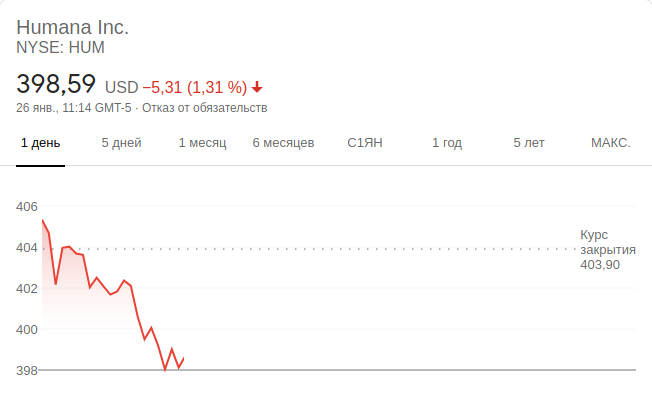 Humana Inc.
NYSE: HUM
398,59 USD −5,31 (1,31 %)
26 янв., 11:14 GMT-5 · Отказ от обязательств
1 день 5 дней 1 месяц 6 месяцев С1ЯН 1 год 5 лет МАКС.
406
404
402
400
398
Курс
закрытия
403,90